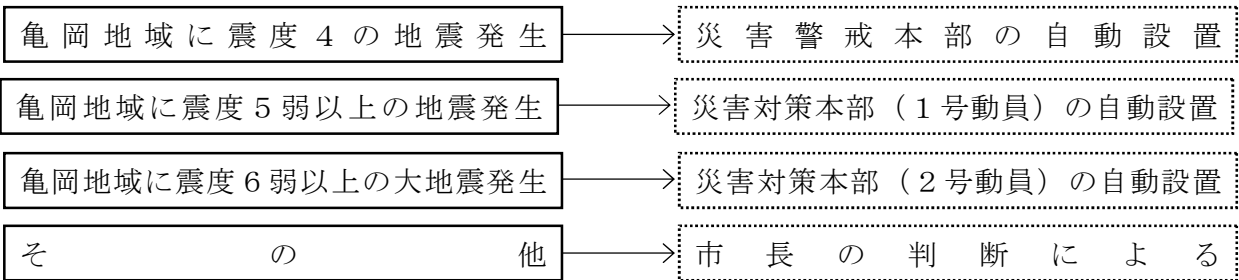 亀岡地域に震度４の地震発生
災害警戒本部の自動設置
亀岡地域に震度５弱以上の地震発生
災害対策本部（１号動員）の自動設置
亀岡地域に震度６弱以上の大地震発生
災害対策本部（２号動員）の自動設置
その他
市長の判断による